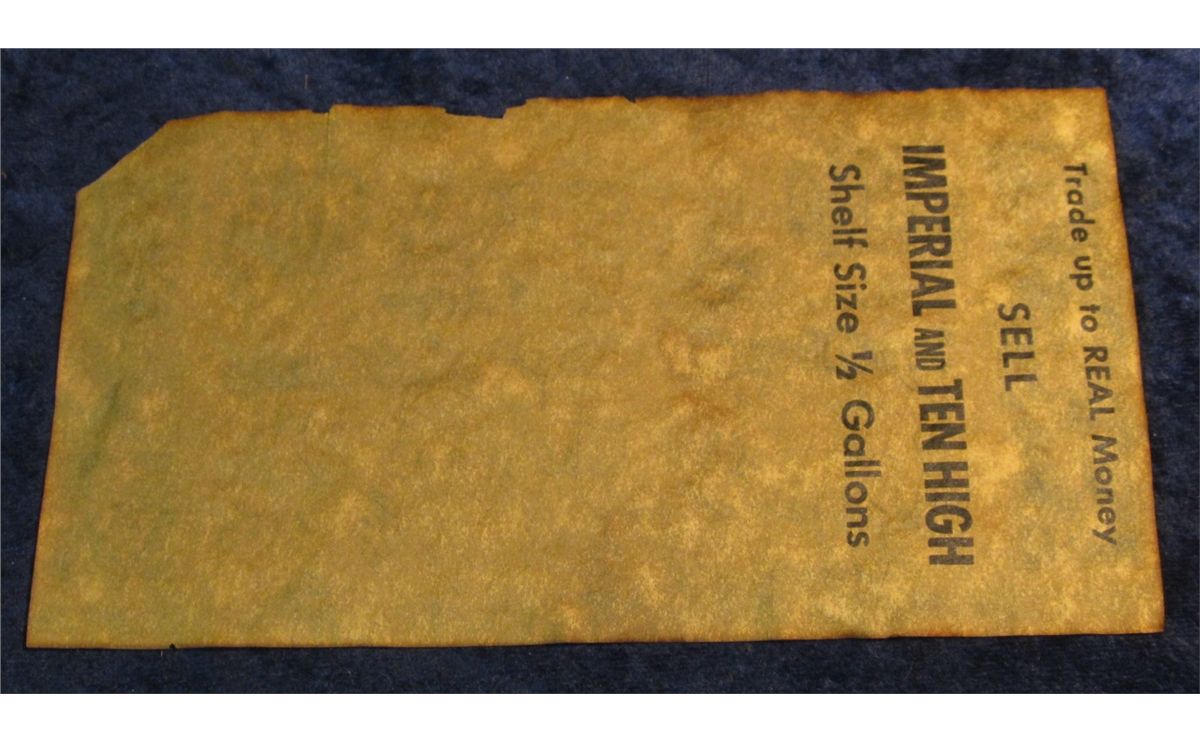 Trade up to REAL Money
SELL
IMPERIAL AND TEN HIGH
Shelf Size ½ Gallons